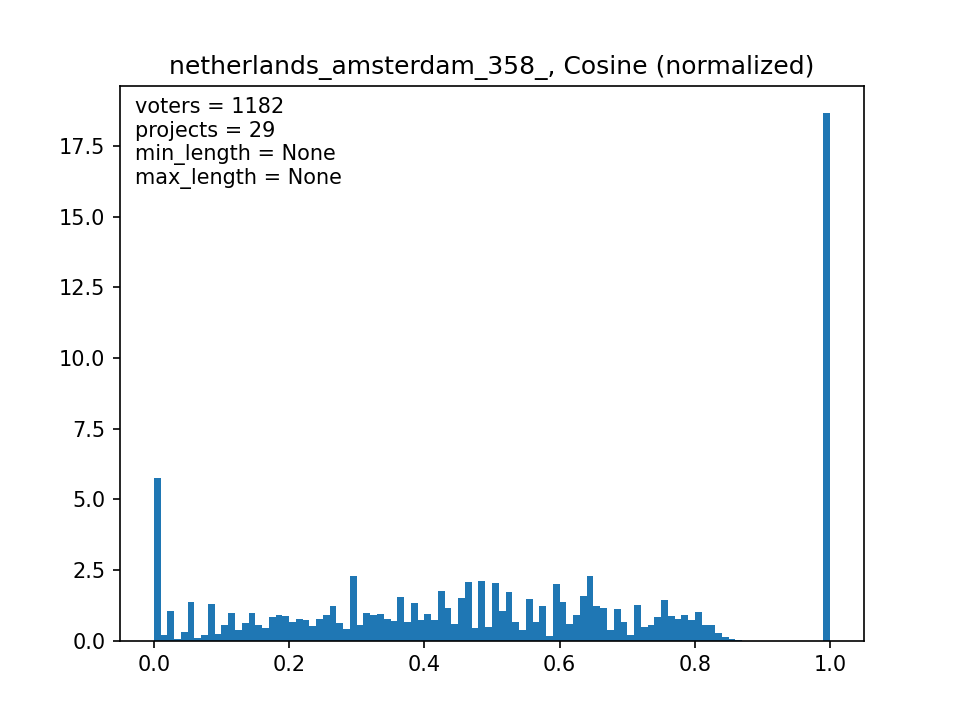 netherlands_amsterdam_358_, Cosine (normalized)
voters = 1182
projects = 29
min_length = None
max_length = None
17.5
15.0
12.5
10.0
7.5
5.0
2.5
0.0
0.0 0.2 0.4 0.6 0.8 1.0